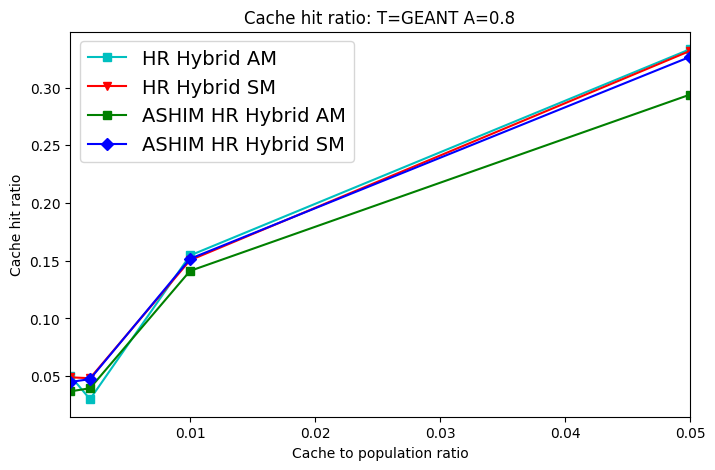 Cache hit ratio: T=GEANT A=0.8
HR Hybrid AM
HR Hybrid SM
ASHIM HR Hybrid AM
ASHIM HR Hybrid SM
Cache hit ratio
0.30
0.25
0.20
0.15
0.10
0.05
0.01 0.02 0.03 0.04 0.05
Cache to population ratio